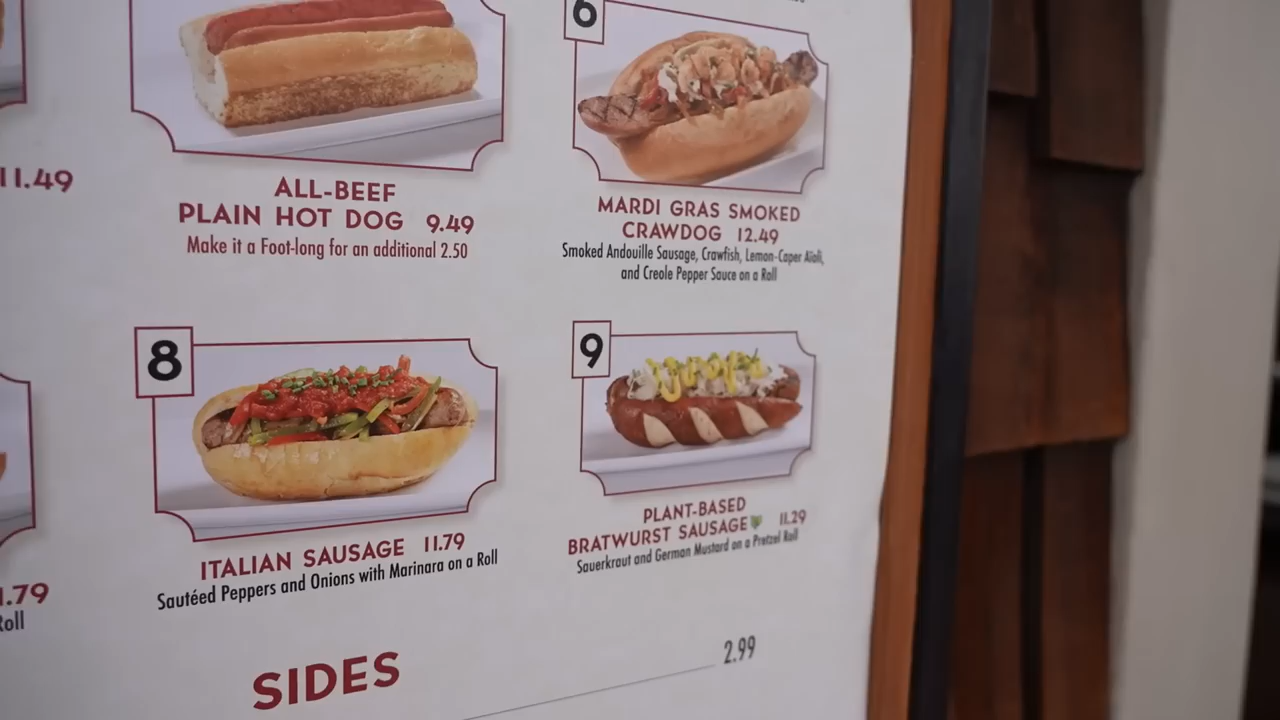 6
11.49
ALL-BEEF
PLAIN HOT DOG 9.49
Make it a Foot-long for an additional 2.50
MARDI GRAS SMOKED
CRAWDOG 12.49
Smoked Andouille Sausage, Crawfish, Lemon-Caper Aioli,
and Creole Pepper Sauce on a Roll
8
9
ITALIAN SAUSAGE 11.79
Sautéed Peppers and Onions with Marinara on a Roll
PLANT-BASED
BRATWURST SAUSAGE 11.29
Sauerkraut and German Mustard on a Pretzel Roll
.79
Roll
SIDES
2.99